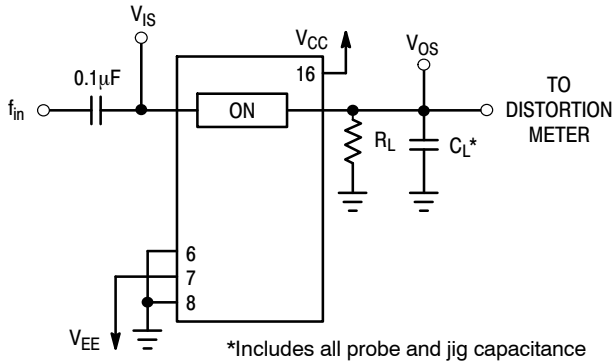 V_IS
V_CC
V_OS
16
0.1μF
f_in
ON
TO
DISTORTION
METER
R_L
C_L*
6
7
8
V_EE
*Includes all probe and jig capacitance